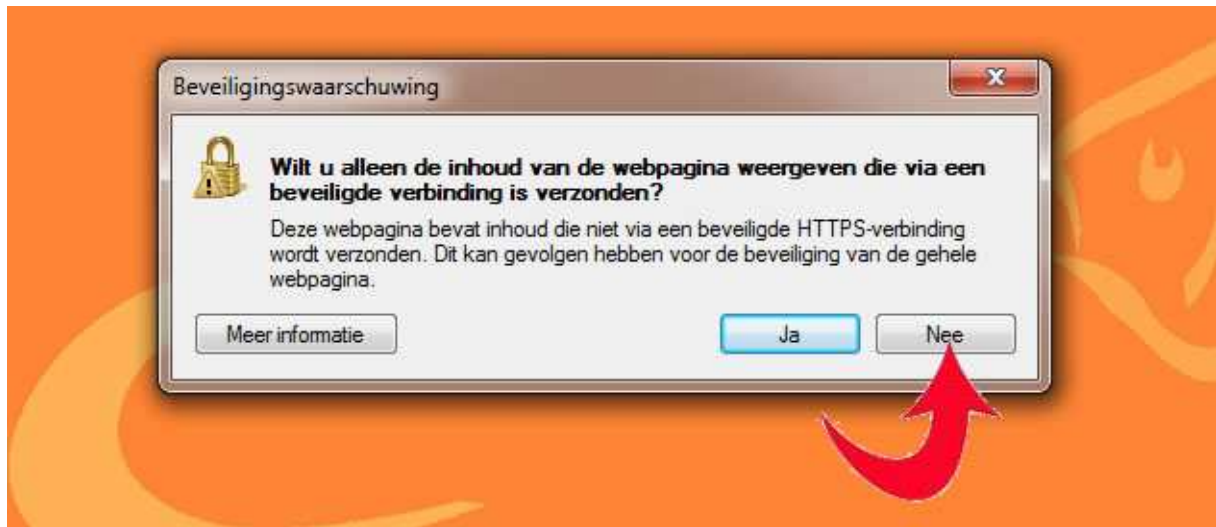 Beveiligingswaarschuwing
Wilt u alleen de inhoud van de webpagina weergeven die via een
beveiligde verbinding is verzonden?
Deze webpagina bevat inhoud die niet via een beveiligde HTTPS-verbinding
wordt verzonden. Dit kan gevolgen hebben voor de beveiliging van de gehele
webpagina.
Meer informatie
Ja
Nee